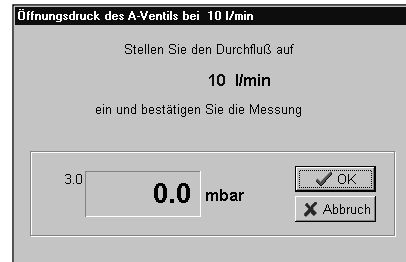 Öffnungsdruck des A-Ventils bei 10 l/min
Stellen Sie den Durchfluß auf
10 l/min
ein und bestätigen Sie die Messung
3.0
0.0 mbar
OK
Abbruch